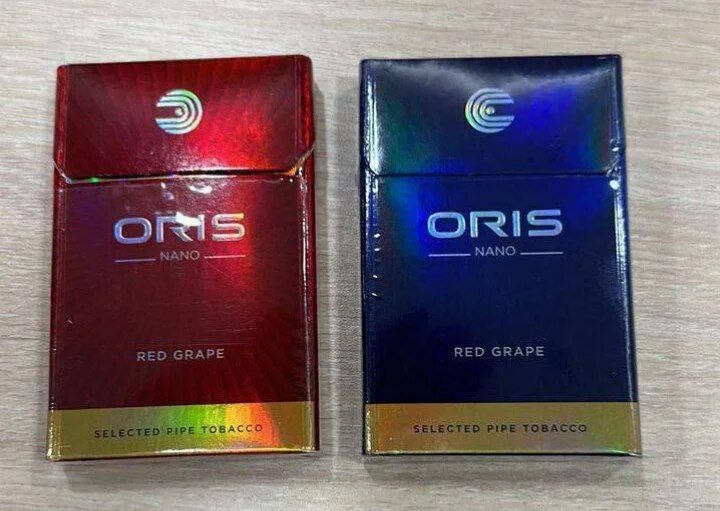 ORIS
NANO
RED GRAPE
SELECTED PIPE TOBACCO
ORIS
NANO
RED GRAPE
SELECTED PIPE TOBACCO